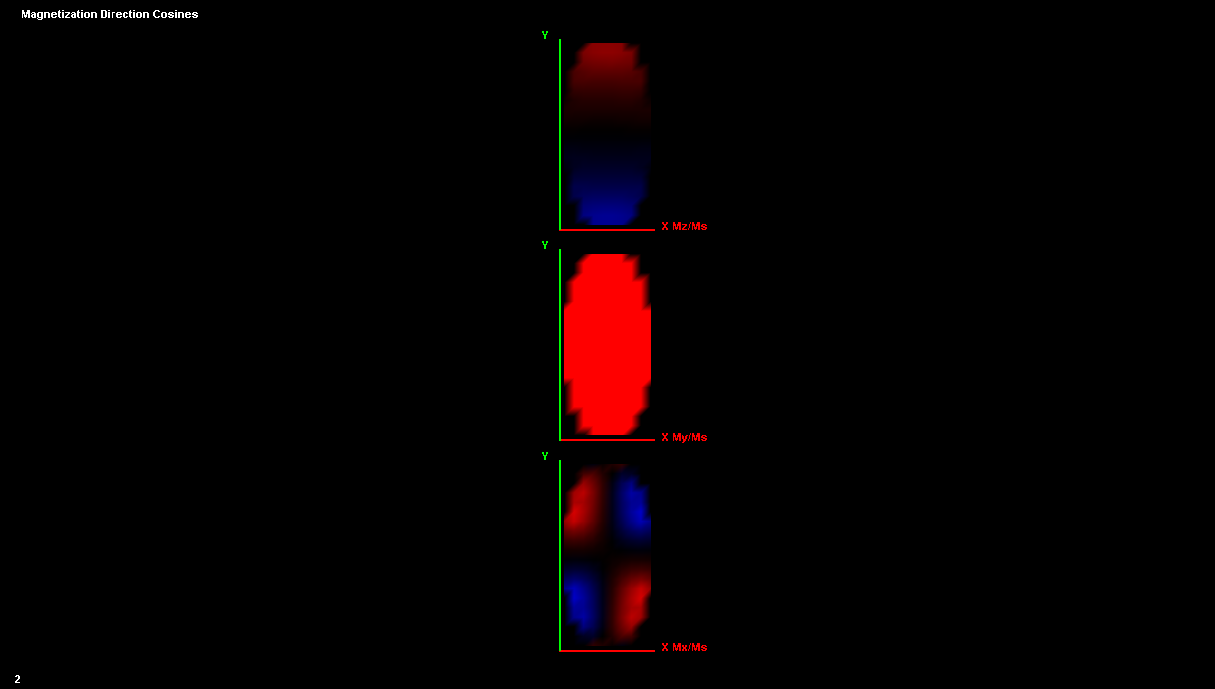 Magnetization Direction Cosines
Y
X Mz/Ms
Y
X My/Ms
Y
X Mx/Ms
2